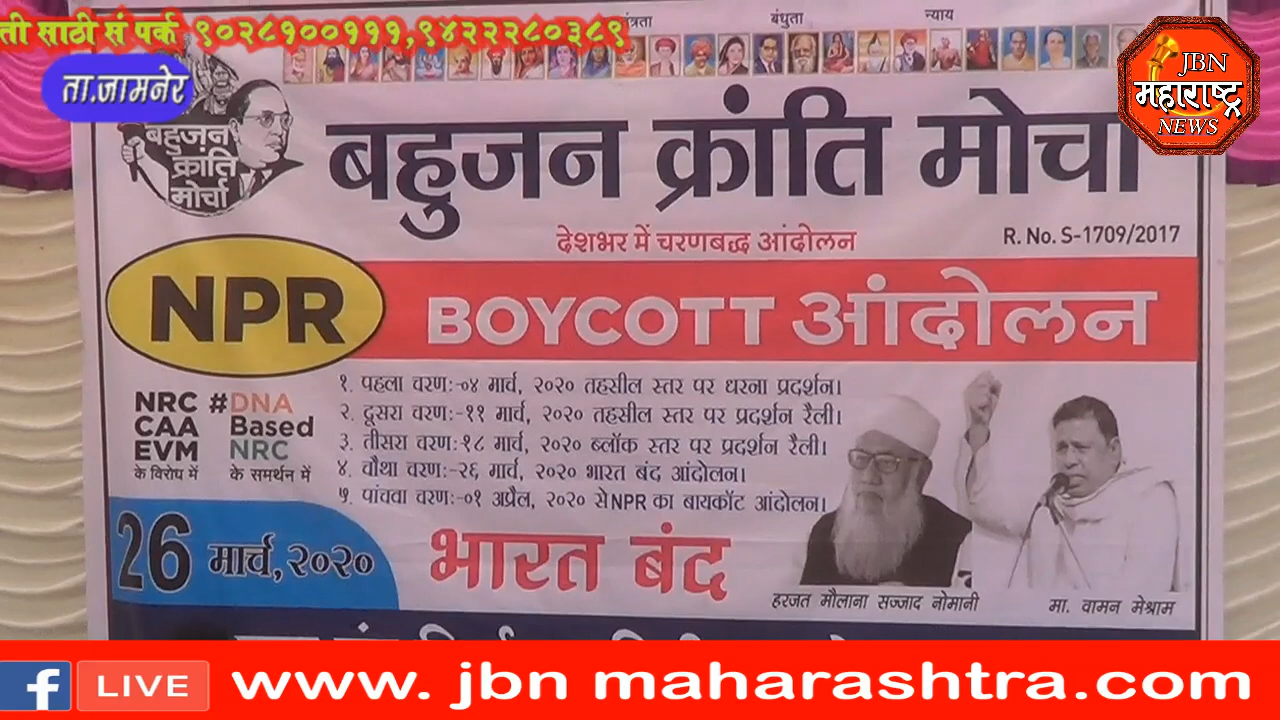 ती साठी सं पर्क ९०२८१००१११,९४२२२८०३८९
बंधुता न्याय
ता.जामनेर
JBN
महाराष्ट्र
NEWS
बहुजन
क्रांति
मोर्चा
बहुजन क्रांति मोर्चा
देशभर में चरणबद्ध आंदोलन
R. No. S-1709/2017
NPR BOYCOTT आंदोलन
NRC #DNA
CAA Based
EVM NRC
के विरोध में के समर्थन में
१. पहला चरण:-०४ मार्च, २०२० तहसील स्तर पर धरना प्रदर्शन।
२. दूसरा चरण:-११ मार्च, २०२० तहसील स्तर पर प्रदर्शन रैली।
३. तीसरा चरण:-१८ मार्च, २०२० ब्लॉक स्तर पर प्रदर्शन रैली।
४. चौथा चरण:-२६ मार्च, २०२० भारत बंद आंदोलन।
५. पांचवा चरण:-०१ अप्रैल, २०२० से NPR का बायकॉट आंदोलन।
26 मार्च, २०२०
भारत बंद
हरजत मौलाना सज्जाद नोमानी
मा. वामन मेश्राम
f LIVE www. jbn maharashtra.com